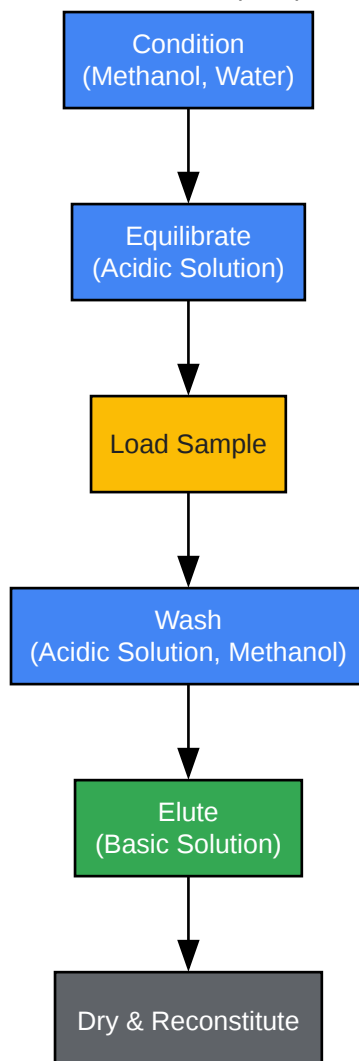 Condition
(Methanol, Water)
Equilibrate
(Acidic Solution)
Load Sample
Wash
(Acidic Solution, Methanol)
Elute
(Basic Solution)
Dry & Reconstitute